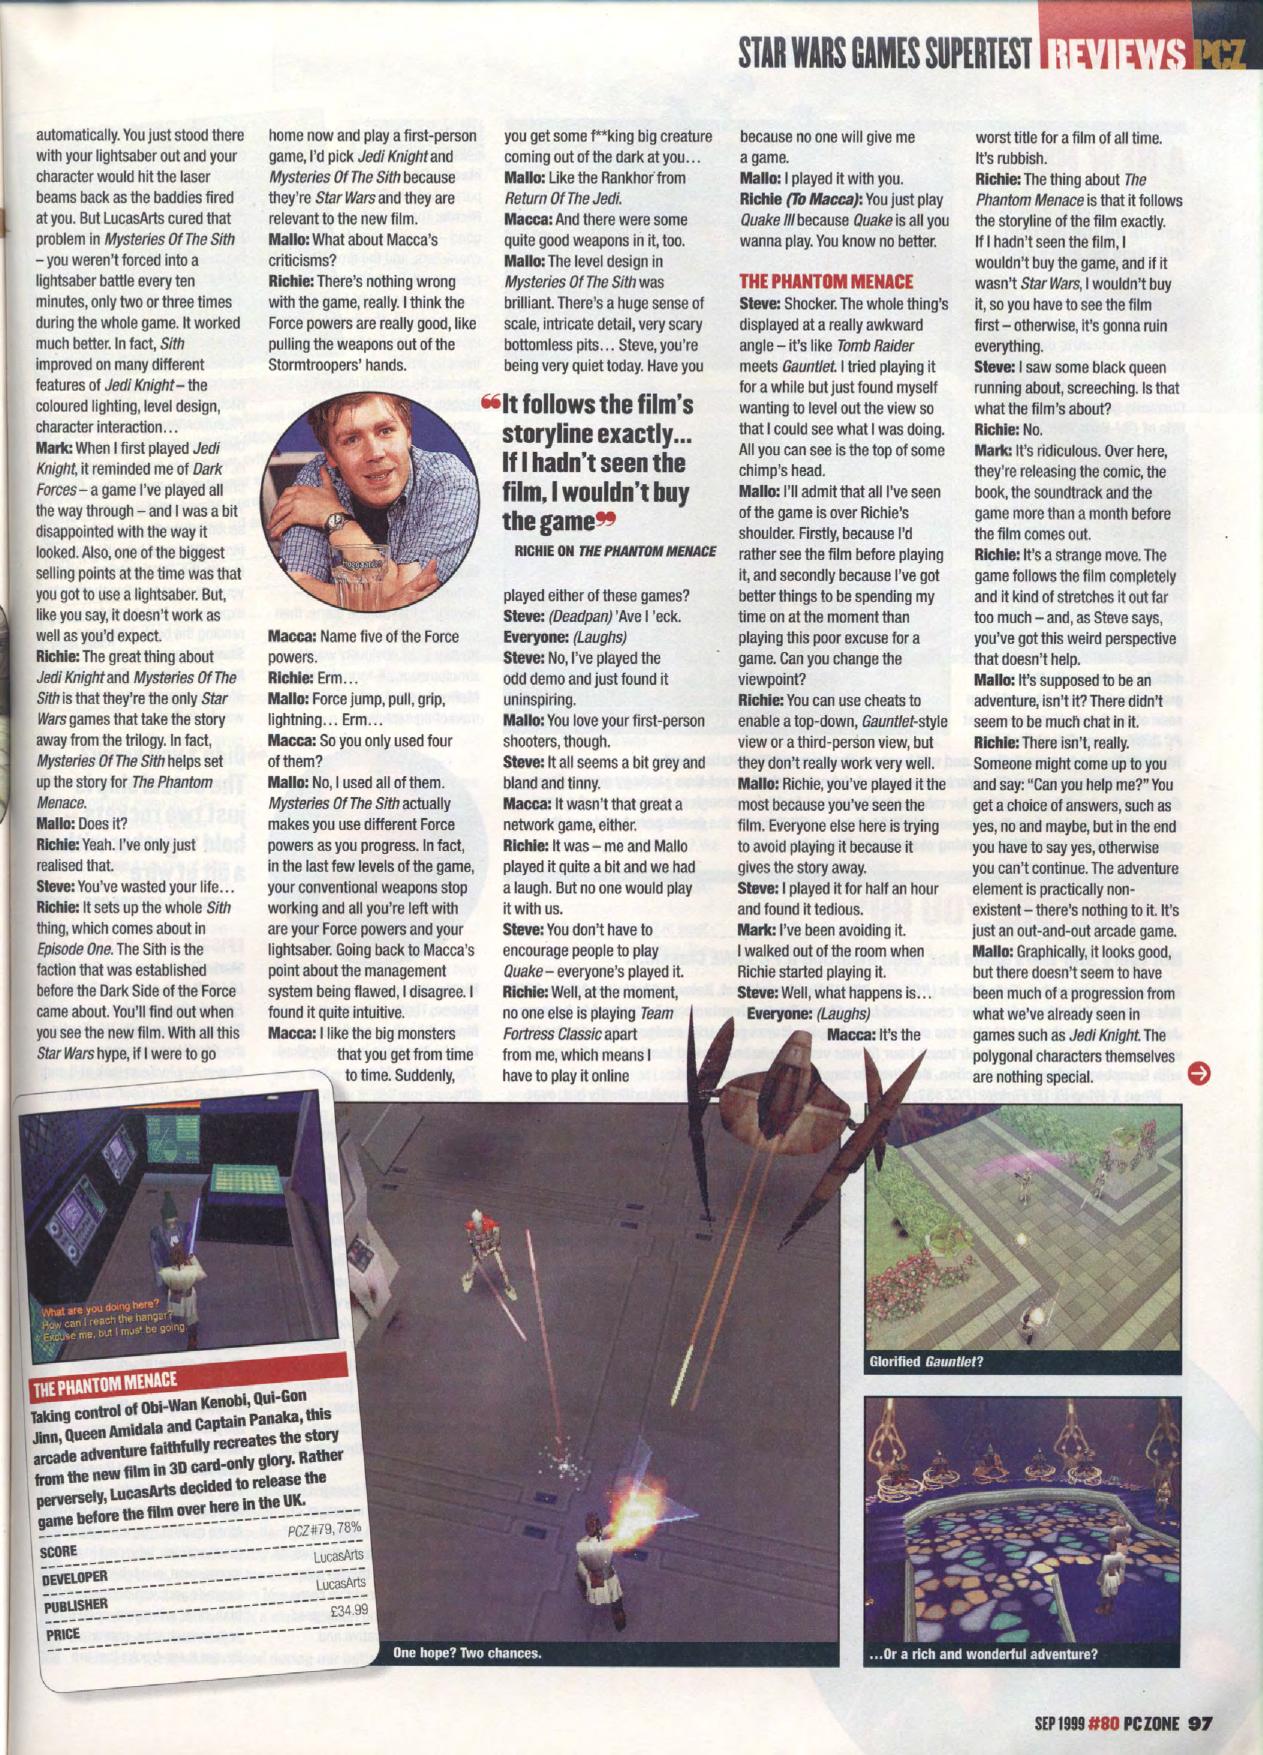 STAR WARS GAMES SUPERTEST REVIEWS PCZ
automatically. You just stood there
with your lightsaber out and your
character would hit the laser
beams back as the baddies fired
at you. But LucasArts cured that
problem in Mysteries Of The Sith
– you weren't forced into a
lightsaber battle every ten
minutes, only two or three times
during the whole game. It worked
much better. In fact, Sith
improved on many different
features of Jedi Knight – the
coloured lighting, level design,
character interaction…
Mark: When I first played Jedi
Knight, it reminded me of Dark
Forces – a game I've played all
the way through – and I was a bit
disappointed with the way it
looked. Also, one of the biggest
selling points at the time was that
you got to use a lightsaber. But,
like you say, it doesn't work as
well as you'd expect.
Richie: The great thing about
Jedi Knight and Mysteries Of The
Sith is that they're the only Star
Wars games that take the story
away from the trilogy. In fact,
Mysteries Of The Sith helps set
up the story for The Phantom
Menace.
Mallo: Does it?
Richie: Yeah. I've only just
realised that.
Steve: You've wasted your life…
Richie: It sets up the whole Sith
thing, which comes about in
Episode One. The Sith is the
faction that was established
before the Dark Side of the Force
came about. You'll find out when
you see the new film. With all this
Star Wars hype, if I were to go
home now and play a first-person
game, I'd pick Jedi Knight and
Mysteries Of The Sith because
they're Star Wars and they are
relevant to the new film.
Mallo: What about Macca's
criticisms?
Richie: There's nothing wrong
with the game, really. I think the
Force powers are really good, like
pulling the weapons out of the
Stormtroopers' hands.
Macca: Name five of the Force
powers.
Richie: Erm…
Mallo: Force jump, pull, grip,
lightning… Erm…
Macca: So you only used four
of them?
Mallo: No, I used all of them.
Mysteries Of The Sith actually
makes you use different Force
powers as you progress. In fact,
in the last few levels of the game,
your conventional weapons stop
working and all you're left with
are your Force powers and your
lightsaber. Going back to Macca's
point about the management
system being flawed, I disagree. I
found it quite intuitive.
Macca: I like the big monsters
that you get from time
to time. Suddenly,
you get some f**king big creature
coming out of the dark at you…
Mallo: Like the Rankhor from
Return Of The Jedi.
Macca: And there were some
quite good weapons in it, too.
Mallo: The level design in
Mysteries Of The Sith was
brilliant. There's a huge sense of
scale, intricate detail, very scary
bottomless pits… Steve, you're
being very quiet today. Have you
“It follows the film's
storyline exactly…
If I hadn't seen the
film, I wouldn't buy
the game”
RICHIE ON THE PHANTOM MENACE
played either of these games?
Steve: (Deadpan) 'Ave I 'eck.
Everyone: (Laughs)
Steve: No, I've played the
odd demo and just found it
uninspiring.
Mallo: You love your first-person
shooters, though.
Steve: It all seems a bit grey and
bland and tinny.
Macca: It wasn't that great a
network game, either.
Richie: It was – me and Mallo
played it quite a bit and we had
a laugh. But no one would play
it with us.
Steve: You don't have to
encourage people to play
Quake – everyone's played it.
Richie: Well, at the moment,
no one else is playing Team
Fortress Classic apart
from me, which means I
have to play it online
because no one will give me
a game.
Mallo: I played it with you.
Richie (To Macca): You just play
Quake III because Quake is all you
wanna play. You know no better.
THE PHANTOM MENACE
Steve: Shocker. The whole thing's
displayed at a really awkward
angle – it's like Tomb Raider
meets Gauntlet. I tried playing it
for a while but just found myself
wanting to level out the view so
that I could see what I was doing.
All you can see is the top of some
chimp's head.
Mallo: I'll admit that all I've seen
of the game is over Richie's
shoulder. Firstly, because I'd
rather see the film before playing
it, and secondly because I've got
better things to be spending my
time on at the moment than
playing this poor excuse for a
game. Can you change the
viewpoint?
Richie: You can use cheats to
enable a top-down, Gauntlet-style
view or a third-person view, but
they don't really work very well.
Mallo: Richie, you've played it the
most because you've seen the
film. Everyone else here is trying
to avoid playing it because it
gives the story away.
Steve: I played it for half an hour
and found it tedious.
Mark: I've been avoiding it.
I walked out of the room when
Richie started playing it.
Steve: Well, what happens is…
Everyone: (Laughs)
Macca: It's the
worst title for a film of all time.
It's rubbish.
Richie: The thing about The
Phantom Menace is that it follows
the storyline of the film exactly.
If I hadn't seen the film, I
wouldn't buy the game, and if it
wasn't Star Wars, I wouldn't buy
it, so you have to see the film
first – otherwise, it's gonna ruin
everything.
Steve: I saw some black queen
running about, screeching. Is that
what the film's about?
Richie: No.
Mark: It's ridiculous. Over here,
they're releasing the comic, the
book, the soundtrack and the
game more than a month before
the film comes out.
Richie: It's a strange move. The
game follows the film completely
and it kind of stretches it out far
too much – and, as Steve says,
you've got this weird perspective
that doesn't help.
Mallo: It's supposed to be an
adventure, isn't it? There didn't
seem to be much chat in it.
Richie: There isn't, really.
Someone might come up to you
and say: “Can you help me?” You
get a choice of answers, such as
yes, no and maybe, but in the end
you have to say yes, otherwise
you can't continue. The adventure
element is practically non-
existent – there's nothing to it. It's
just an out-and-out arcade game.
Mallo: Graphically, it looks good,
but there doesn't seem to have
been much of a progression from
what we've already seen in
games such as Jedi Knight. The
polygonal characters themselves
are nothing special.
What are you doing here?
How can I reach the hangar?
Excuse me, but I must be going.
THE PHANTOM MENACE
Taking control of Obi-Wan Kenobi, Qui-Gon
Jinn, Queen Amidala and Captain Panaka, this
arcade adventure faithfully recreates the story
from the new film in 3D card-only glory. Rather
perversely, LucasArts decided to release the
game before the film over here in the UK.
SCORE PCZ #79, 78%
DEVELOPER LucasArts
PUBLISHER LucasArts
PRICE £34.99
One hope? Two chances.
Glorified Gauntlet?
…Or a rich and wonderful adventure?
SEP 1999 #80 PC ZONE 97